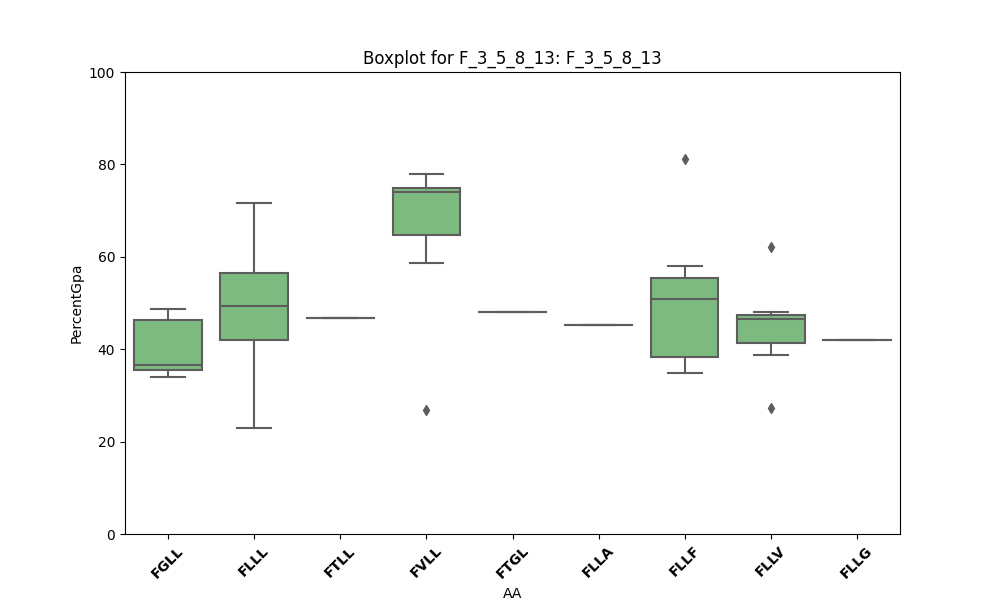 Boxplot for F_3_5_8_13: F_3_5_8_13
100
80
60
40
20
0
PercentGpa
FGLL
FLLL
FTLL
FVLL
FTGL
FLLA
FLLF
FLLV
FLLG
AA